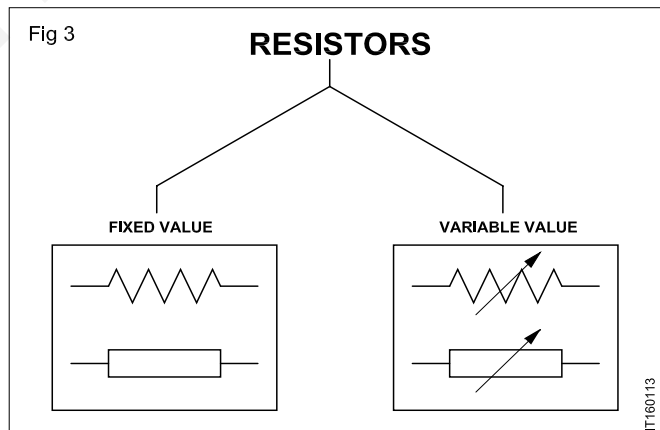 Fig 3
RESISTORS
FIXED VALUE
VARIABLE VALUE
IT160113